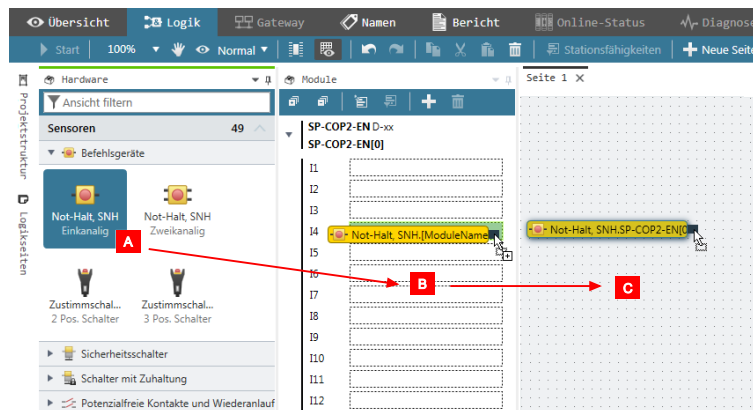 Übersicht Logik Gateway Namen Bericht Online-Status Diagnose
Start 100% Normal Stationsfähigkeiten Neue Seite
Projektstruktur
Logikseiten
Hardware
Ansicht filtern
Sensoren 49
Befehlsgeräte
Not-Halt, SNH Not-Halt, SNH
Einkanalig Zweikanalig
A
Zustimmschal... Zustimmschal...
2 Pos. Schalter 3 Pos. Schalter
Sicherheitsschalter
Schalter mit Zuhaltung
Potenzialfreie Kontakte und Wiederanlauf
Module
SP-COP2-EN D-xx
SP-COP2-EN[0]
I1
I2
I3
I4 Not-Halt, SNH.[ModuleName
I5
I6
I7
B
I8
I9
I10
I11
I12
Seite 1
Not-Halt, SNH.SP-COP2-EN[0
C